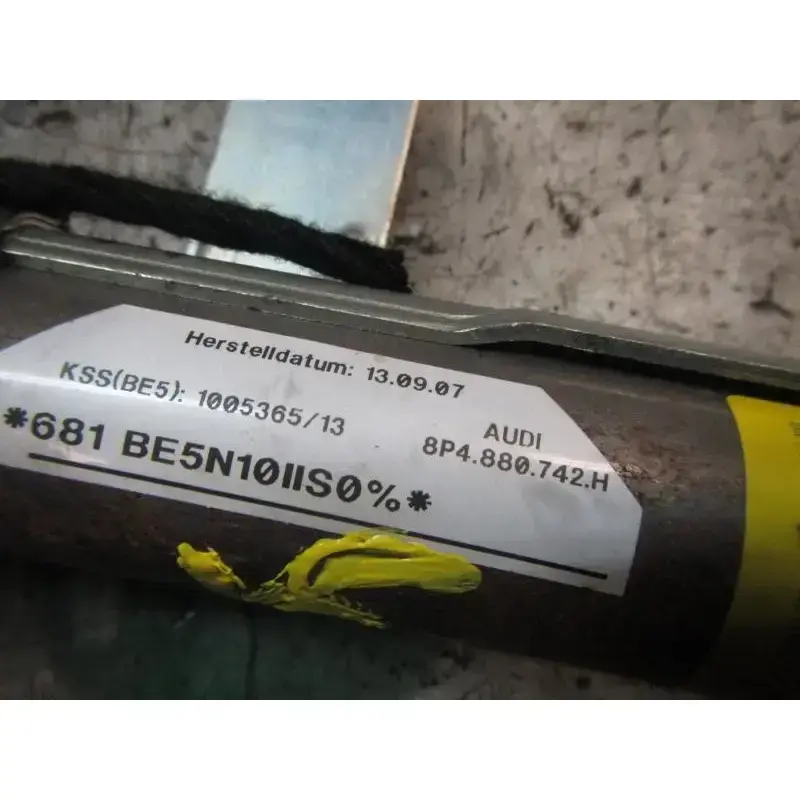 Herstelldatum: 13.09.07
KSS(BE5): 1005365/13
AUDI
8P4.880.742.H
*681 BE5N10IIS0%*